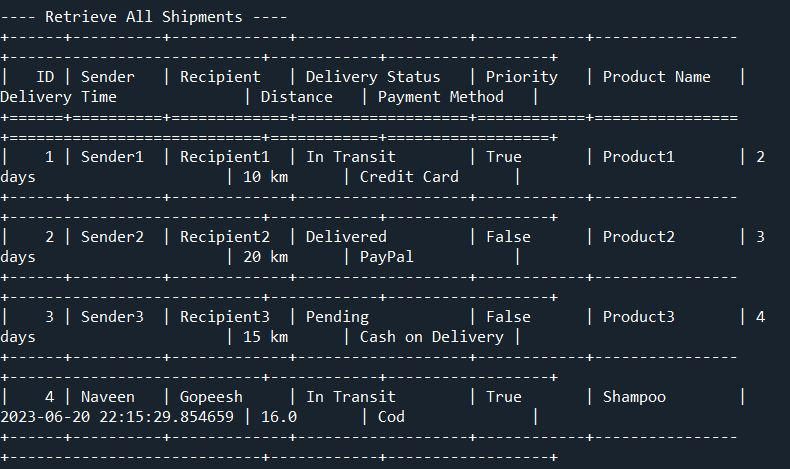 ---- Retrieve All Shipments ----
+------+----------+-------------+-------------------+------------+----------------
+----------------------------+------------+------------------+
|   ID | Sender   | Recipient   | Delivery Status   | Priority   | Product Name   |
Delivery Time              | Distance   | Payment Method   |
+======+==========+=============+===================+============+================
+============================+============+==================+
|    1 | Sender1  | Recipient1  | In Transit        | True       | Product1       | 2
days                     | 10 km      | Credit Card      |
+------+----------+-------------+-------------------+------------+----------------
+----------------------------+------------+------------------+
|    2 | Sender2  | Recipient2  | Delivered         | False      | Product2       | 3
days                     | 20 km      | PayPal           |
+------+----------+-------------+-------------------+------------+----------------
+----------------------------+------------+------------------+
|    3 | Sender3  | Recipient3  | Pending           | False      | Product3       | 4
days                     | 15 km      | Cash on Delivery |
+------+----------+-------------+-------------------+------------+----------------
+----------------------------+------------+------------------+
|    4 | Naveen   | Gopeesh     | In Transit        | True       | Shampoo        |
2023-06-20 22:15:29.854659 | 16.0       | Cod              |
+------+----------+-------------+-------------------+------------+----------------
+----------------------------+------------+------------------+